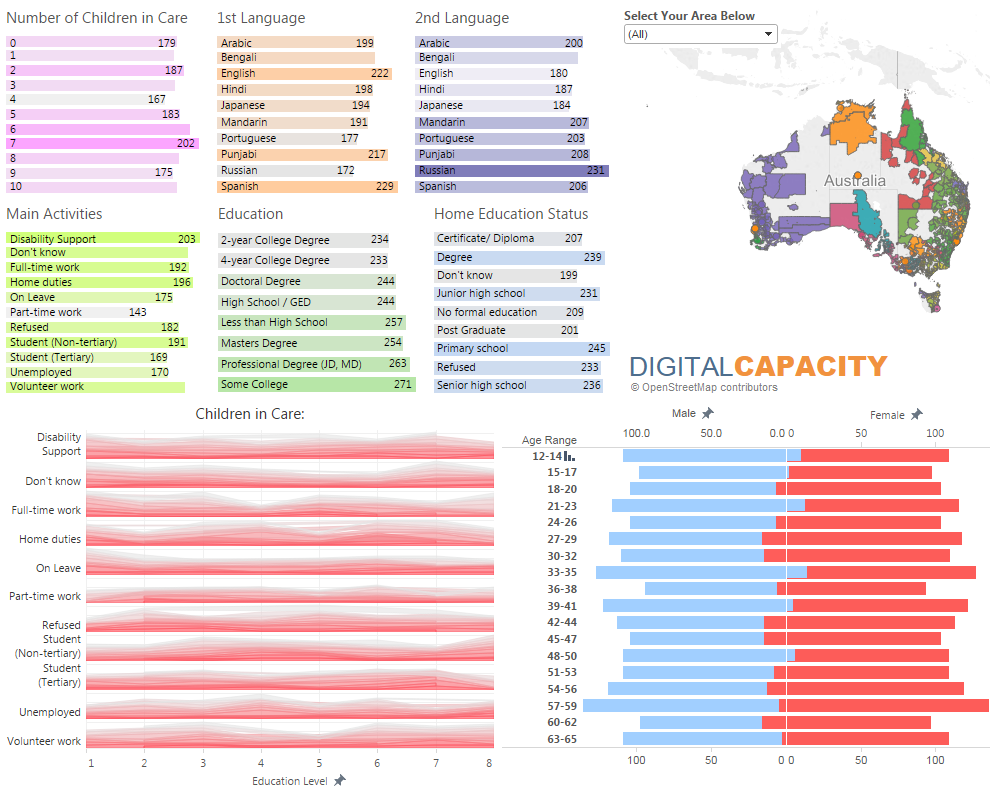 Number of Children in Care
0 179
1
2 187
3
4 167
5 183
6
7 202
8
9 175
10
1st Language
Arabic 199
Bengali
English 222
Hindi 198
Japanese 194
Mandarin 191
Portuguese 177
Punjabi 217
Russian 172
Spanish 229
2nd Language
Arabic 200
Bengali
English 180
Hindi 187
Japanese 184
Mandarin 207
Portuguese 203
Punjabi 208
Russian 231
Spanish 206
Select Your Area Below
(All)
Australia
DIGITALCAPACITY
© OpenStreetMap contributors
Main Activities
Disability Support 203
Don't know
Full-time work 192
Home duties 196
On Leave 175
Part-time work 143
Refused 182
Student (Non-tertiary) 191
Student (Tertiary) 169
Unemployed 170
Volunteer work
Education
2-year College Degree 234
4-year College Degree 233
Doctoral Degree 244
High School / GED 244
Less than High School 257
Masters Degree 254
Professional Degree (JD, MD) 263
Some College 271
Home Education Status
Certificate/ Diploma 207
Degree 239
Don't know 199
Junior high school 231
No formal education 209
Post Graduate 201
Primary school 245
Refused 233
Senior high school 236
Children in Care:
Disability
Support
Don't know
Full-time work
Home duties
On Leave
Part-time work
Refused
Student
(Non-tertiary)
Student
(Tertiary)
Unemployed
Volunteer work
1 2 3 4 5 6 7 8
Education Level
Male Female
Age Range 100.0 50.0 0.0 0 50 100
12-14
15-17
18-20
21-23
24-26
27-29
30-32
33-35
36-38
39-41
42-44
45-47
48-50
51-53
54-56
57-59
60-62
63-65
100 50 0 0 50 100